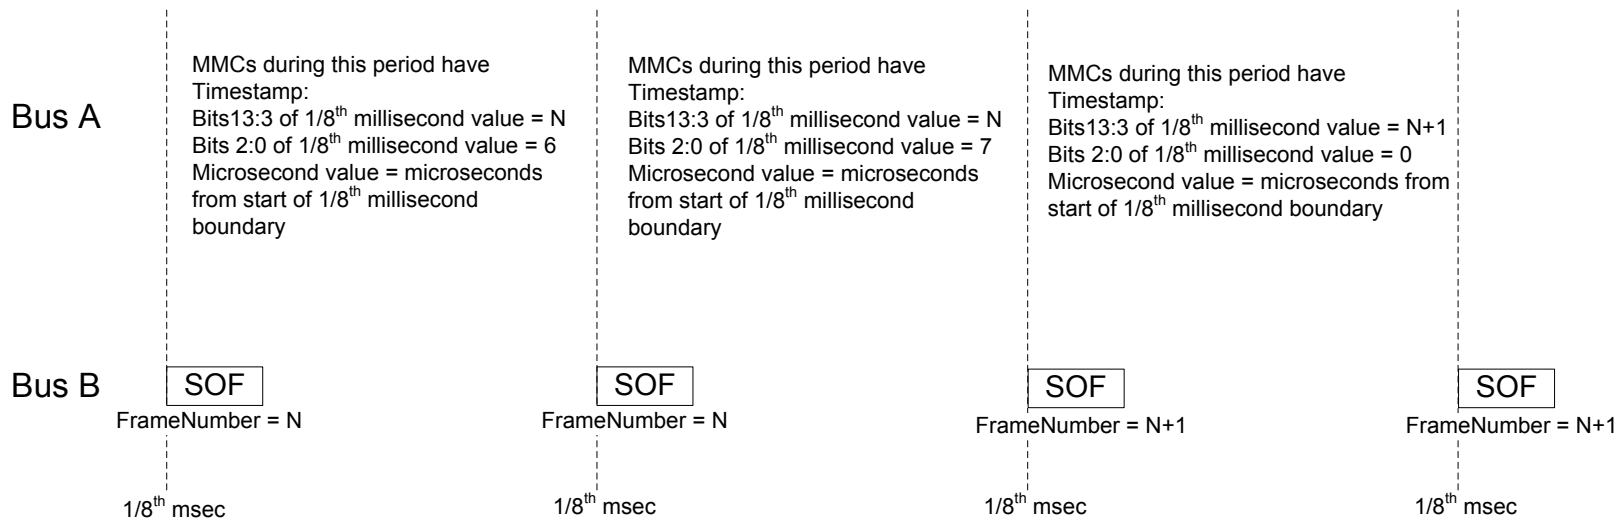 Bus A
MMCs during this period have
Timestamp:
Bits13:3 of 1/8th millisecond value = N
Bits 2:0 of 1/8th millisecond value = 6
Microsecond value = microseconds
from start of 1/8th millisecond
boundary
MMCs during this period have
Timestamp:
Bits13:3 of 1/8th millisecond value = N
Bits 2:0 of 1/8th millisecond value = 7
Microsecond value = microseconds
from start of 1/8th millisecond
boundary
MMCs during this period have
Timestamp:
Bits13:3 of 1/8th millisecond value = N+1
Bits 2:0 of 1/8th millisecond value = 0
Microsecond value = microseconds from
start of 1/8th millisecond boundary
Bus B
SOF
FrameNumber = N
SOF
FrameNumber = N
SOF
FrameNumber = N+1
SOF
FrameNumber = N+1
1/8th msec
1/8th msec
1/8th msec
1/8th msec